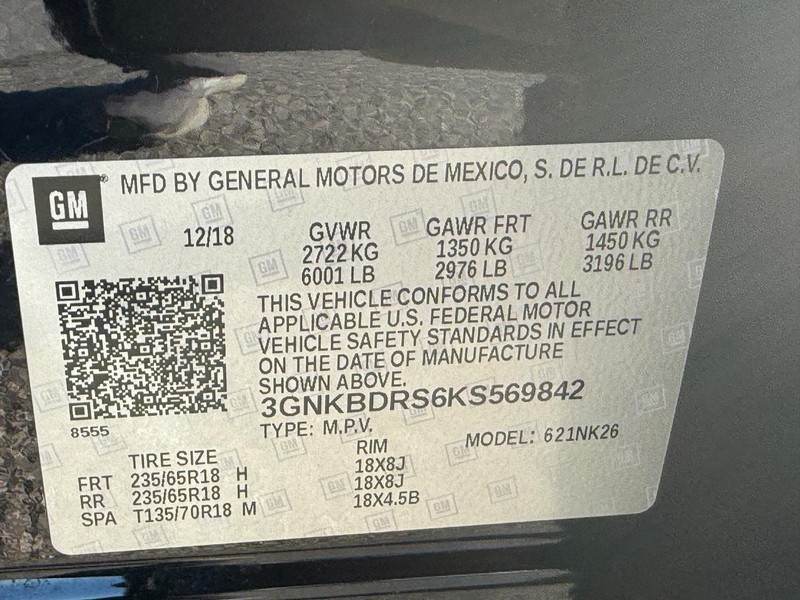 GM MFD BY GENERAL MOTORS DE MEXICO, S. DE R.L. DE C.V.
12/18 GVWR GAWR FRT GAWR RR
2722 KG 1350 KG 1450 KG
6001 LB 2976 LB 3196 LB
THIS VEHICLE CONFORMS TO ALL
APPLICABLE U.S. FEDERAL MOTOR
VEHICLE SAFETY STANDARDS IN EFFECT
ON THE DATE OF MANUFACTURE
SHOWN ABOVE.
3GNKBDRS6KS569842
8555
TYPE: M.P.V. MODEL: 621NK26
TIRE SIZE RIM
FRT 235/65R18 H 18X8J
RR 235/65R18 H 18X8J
SPA T135/70R18 M 18X4.5B